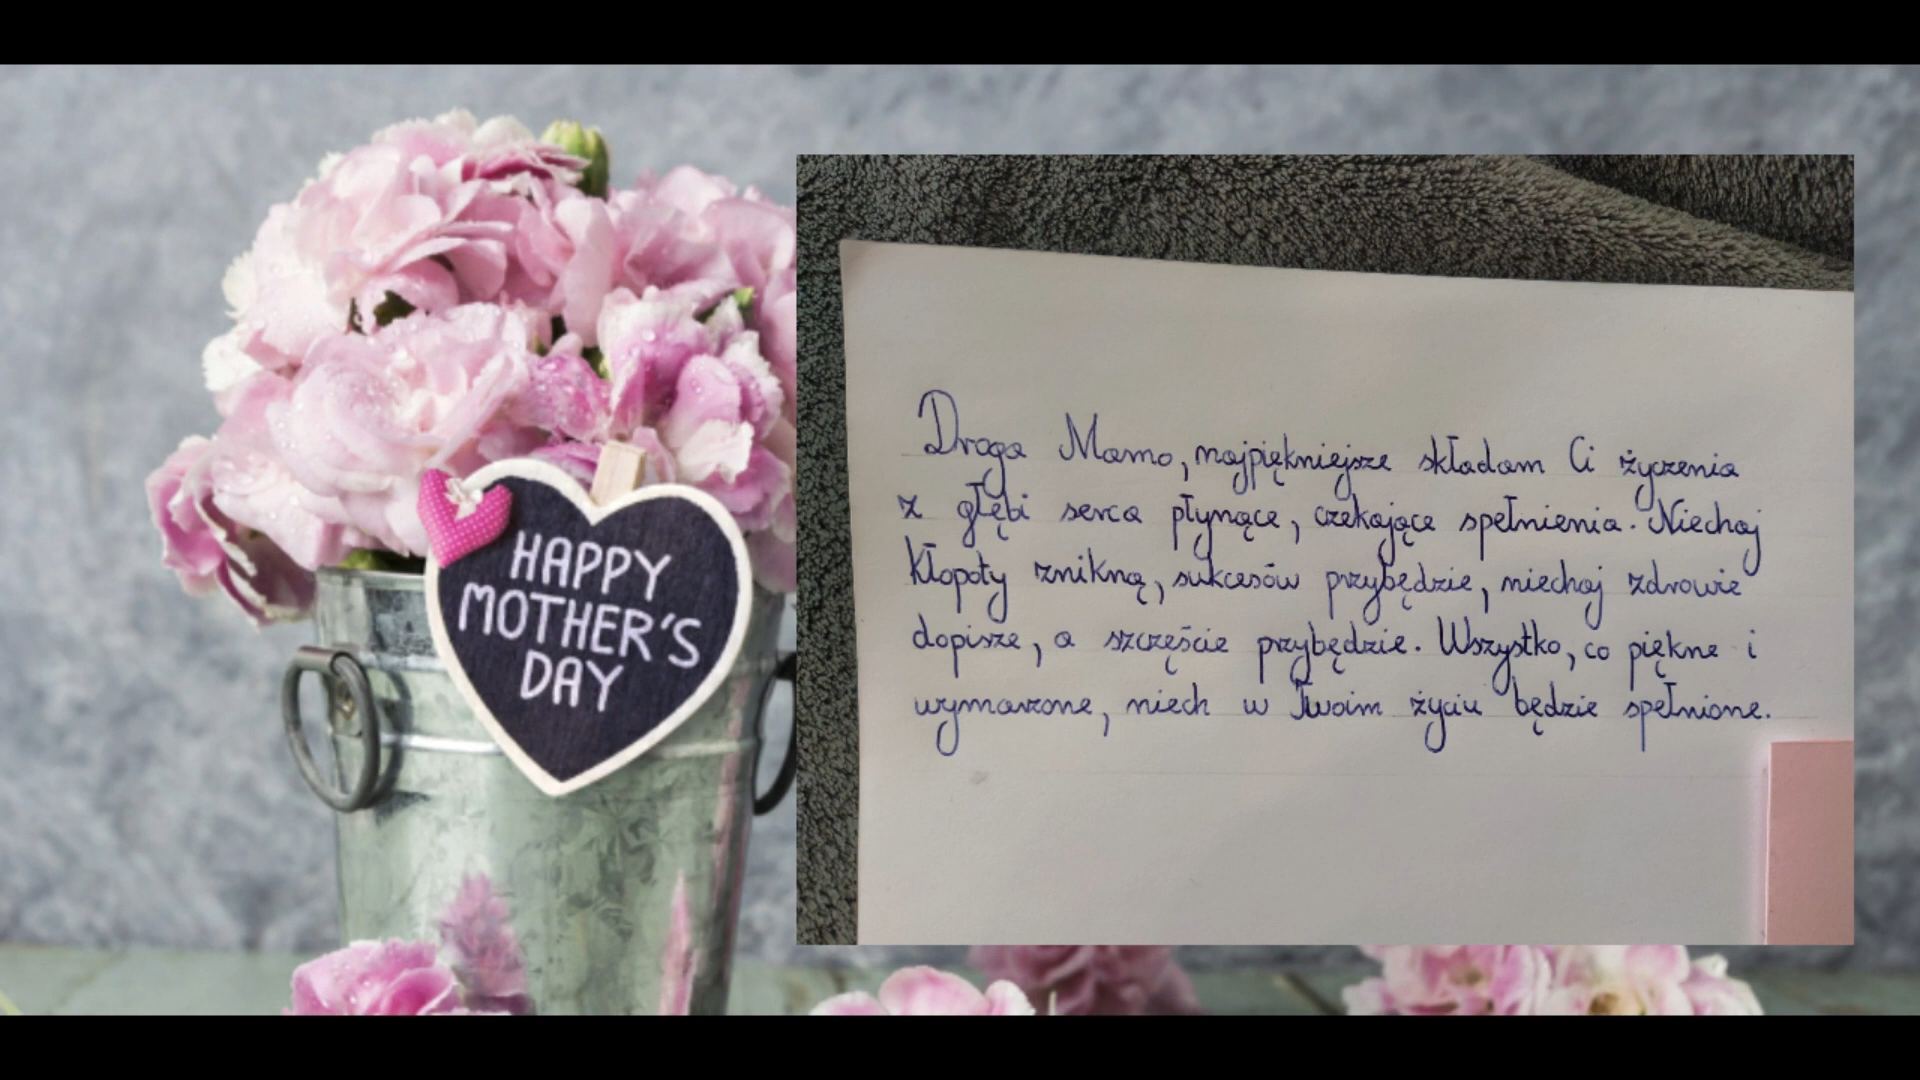 HAPPY
MOTHER'S
DAY
Droga Mamo, najpiękniejsze składam Ci życzenia
z głębi serca płynące, czekające spełnienia. Niechaj
kłopoty znikną, sukcesów przybędzie, niechaj zdrowie
dopisze, a szczęście przybędzie. Wszystko, co piękne i
wymarzone, niech w Twoim życiu będzie spełnione.